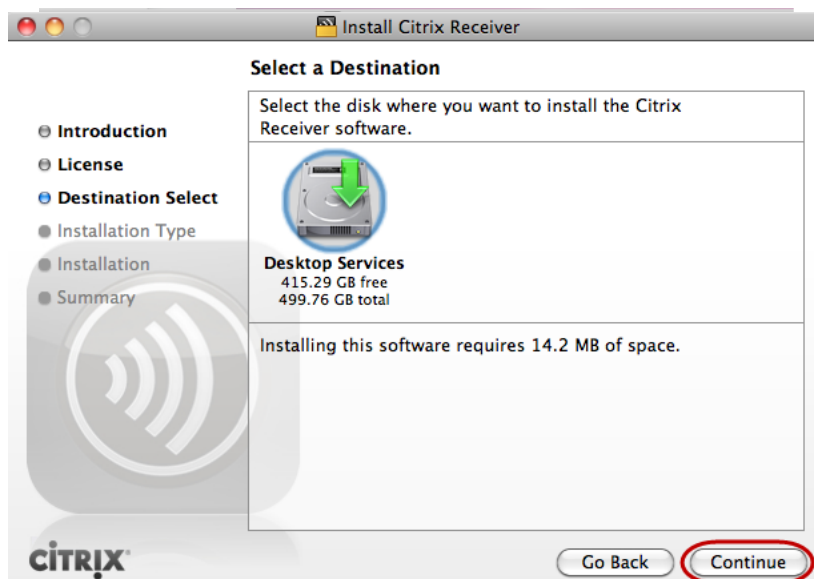 Install Citrix Receiver
Select a Destination
Introduction
License
Destination Select
Installation Type
Installation
Summary
Select the disk where you want to install the Citrix
Receiver software.
Desktop Services
415.29 GB free
499.76 GB total
Installing this software requires 14.2 MB of space.
CİTRIX
Go Back
Continue